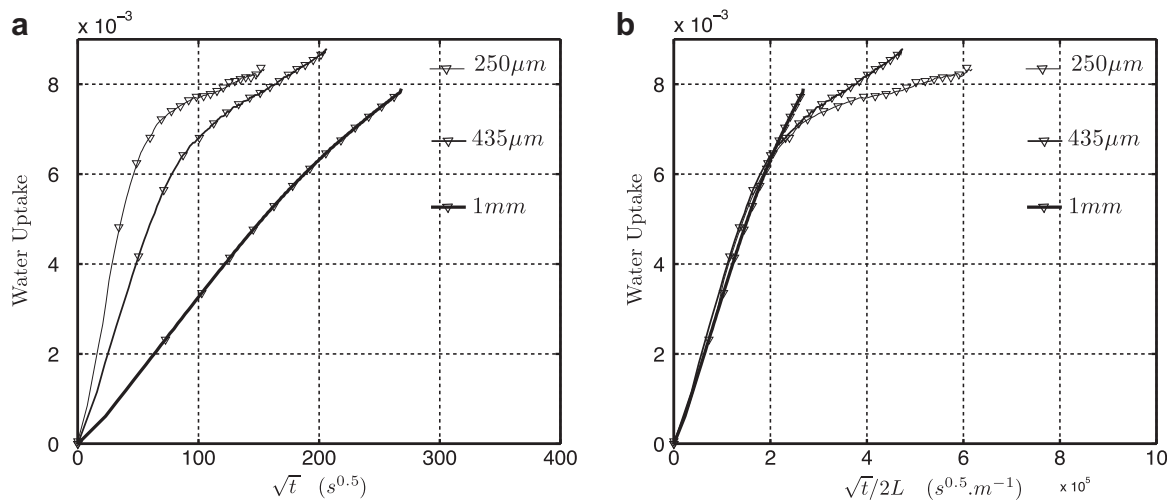 a
x 10⁻³
8
6
4
2
0
Water Uptake
0 100 200 300 400
√t (s^0.5)
250μm
435μm
1mm
b
x 10⁻³
8
6
4
2
0
Water Uptake
0 2 4 6 8 10
√t/2L (s^0.5.m⁻¹) x 10⁵
250μm
435μm
1mm